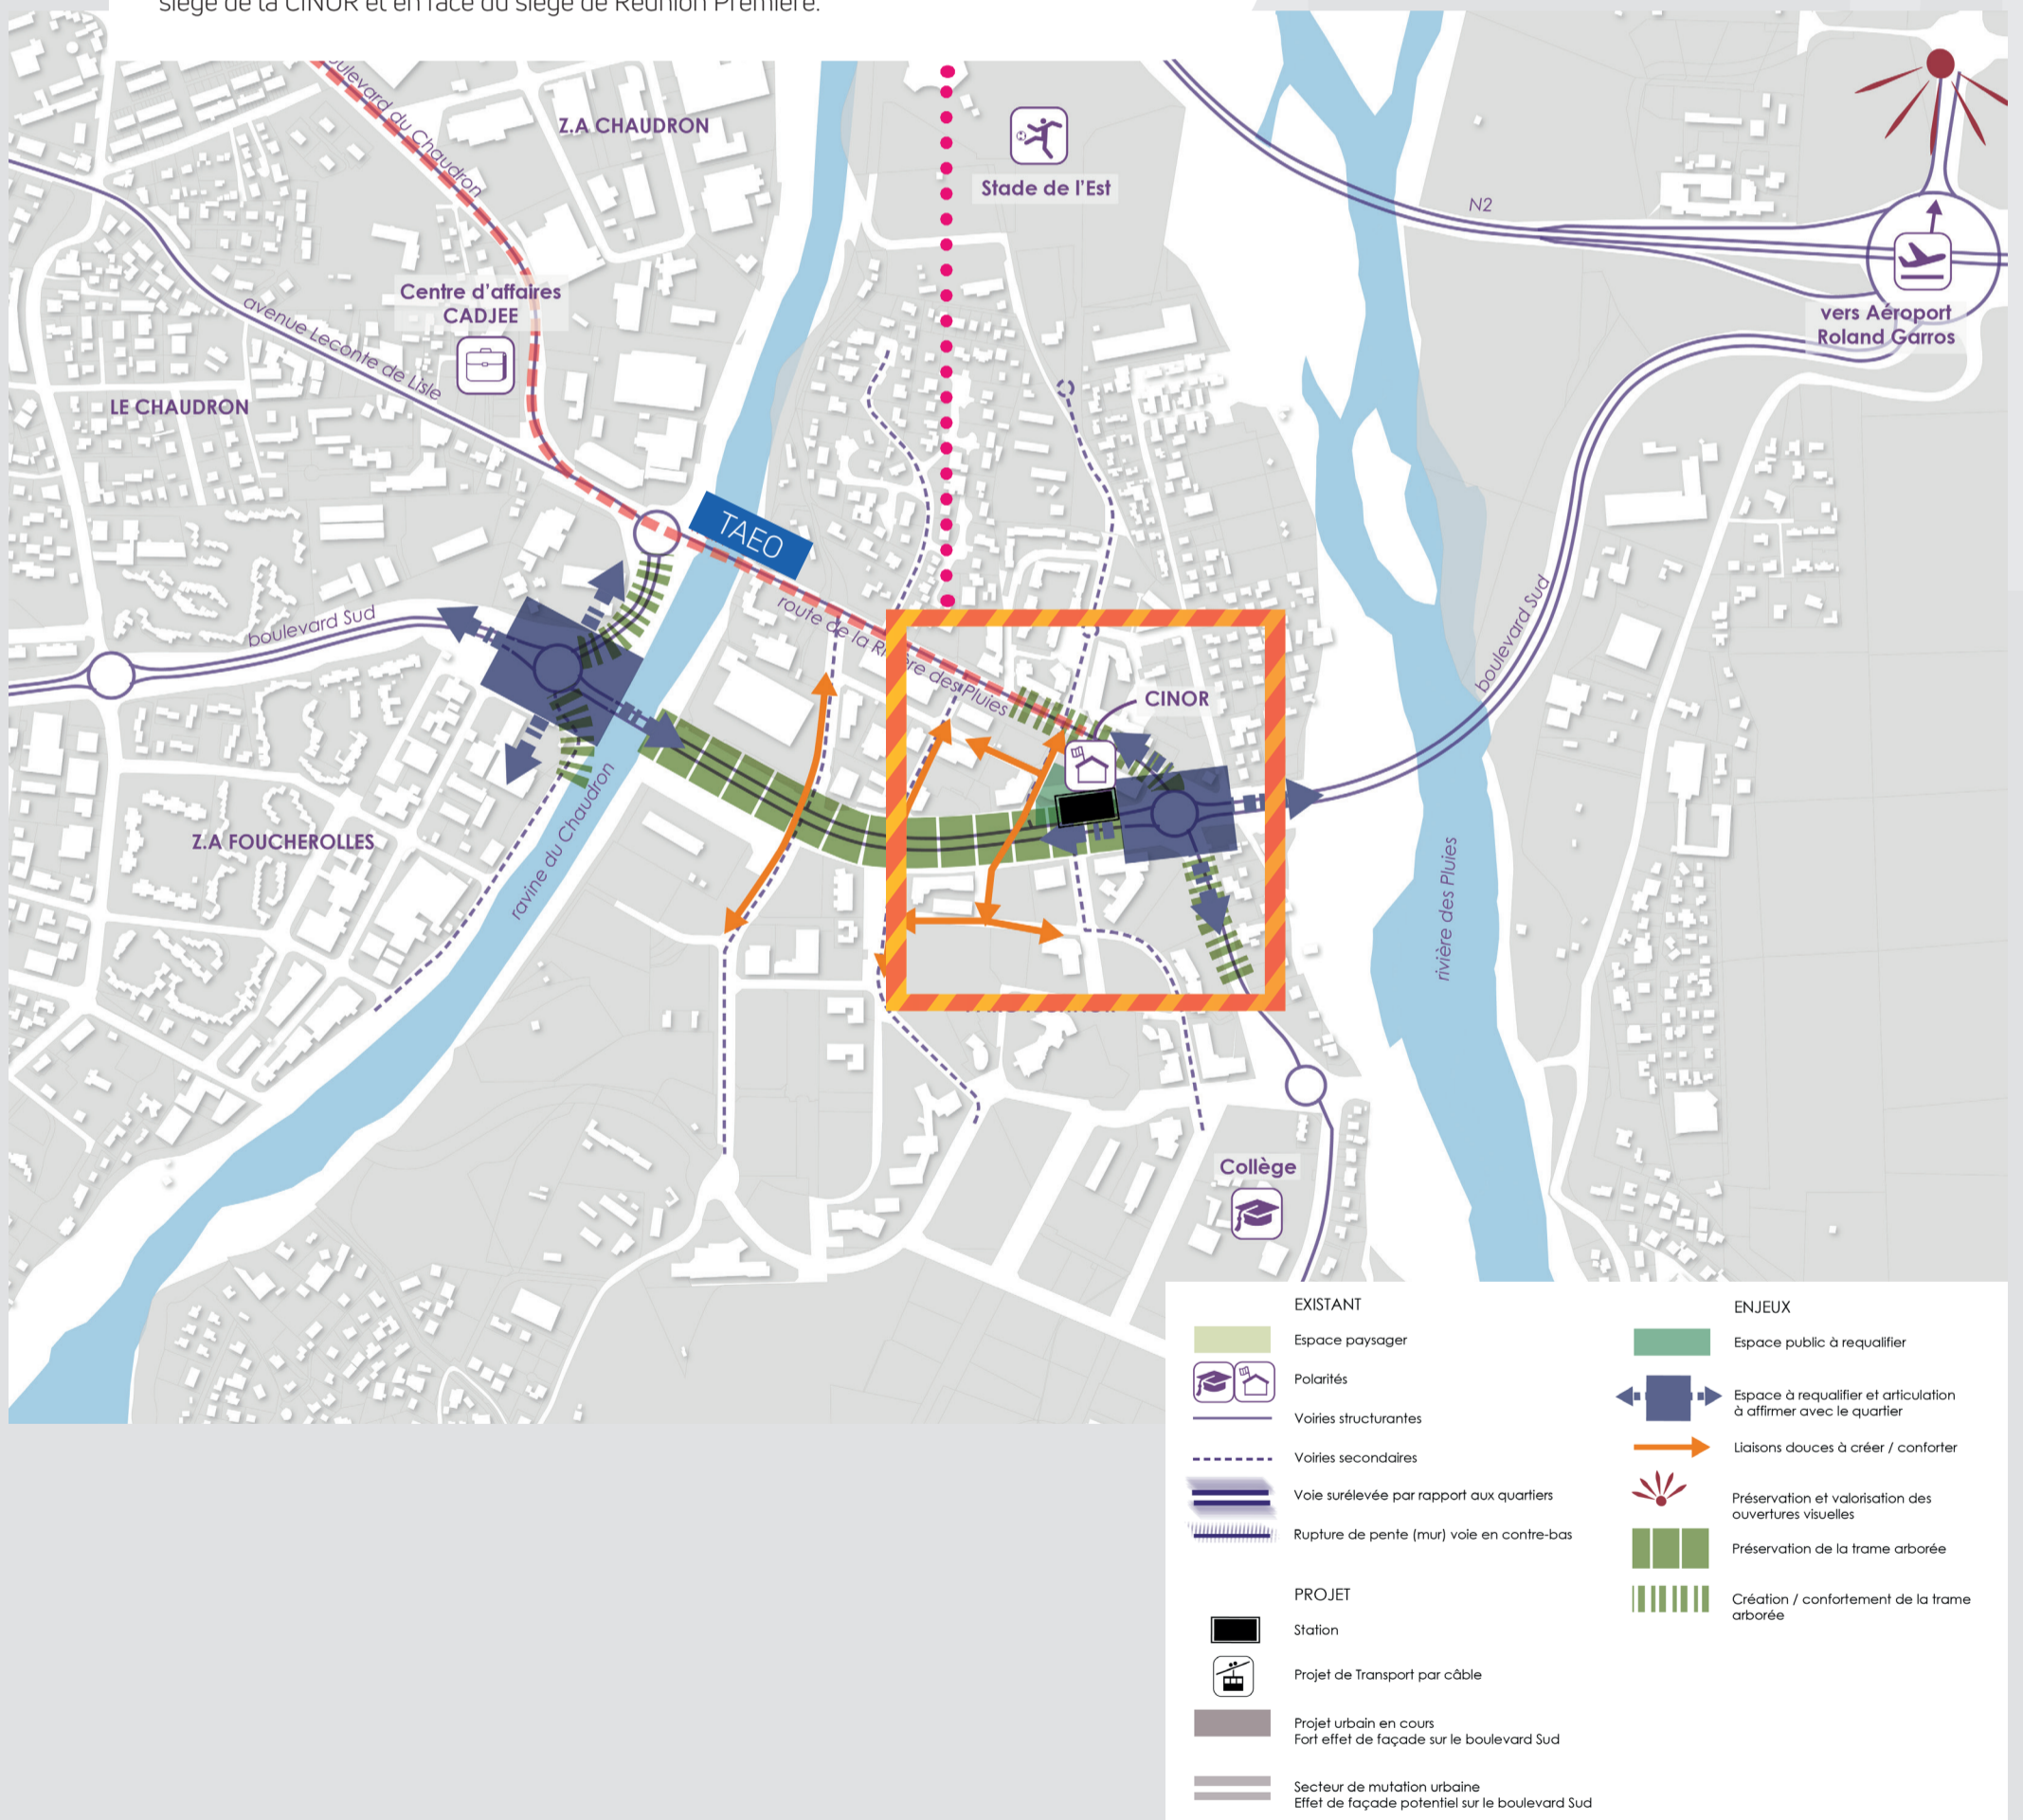 siège de la CINOR et en face du siège de Réunion Première.
boulevard du Chaudron
Z.A CHAUDRON
Stade de l'Est
N2
Centre d'affaires
CADJEE
avenue Leconte de Lisle
LE CHAUDRON
vers Aéroport
Roland Garros
TAEO
boulevard Sud
route de la Rivière des Pluies
boulevard Sud
CINOR
Z.A FOUCHEROLLES
ravine du Chaudron
rivière des Pluies
Collège
EXISTANT
Espace paysager
Polarités
Voiries structurantes
Voiries secondaires
Voie surélevée par rapport aux quartiers
Rupture de pente (mur) voie en contre-bas
PROJET
Station
Projet de Transport par câble
Projet urbain en cours
Fort effet de façade sur le boulevard Sud
Secteur de mutation urbaine
Effet de façade potentiel sur le boulevard Sud
ENJEUX
Espace public à requalifier
Espace à requalifier et articulation
à affirmer avec le quartier
Liaisons douces à créer / conforter
Préservation et valorisation des
ouvertures visuelles
Préservation de la trame arborée
Création / confortement de la trame
arborée